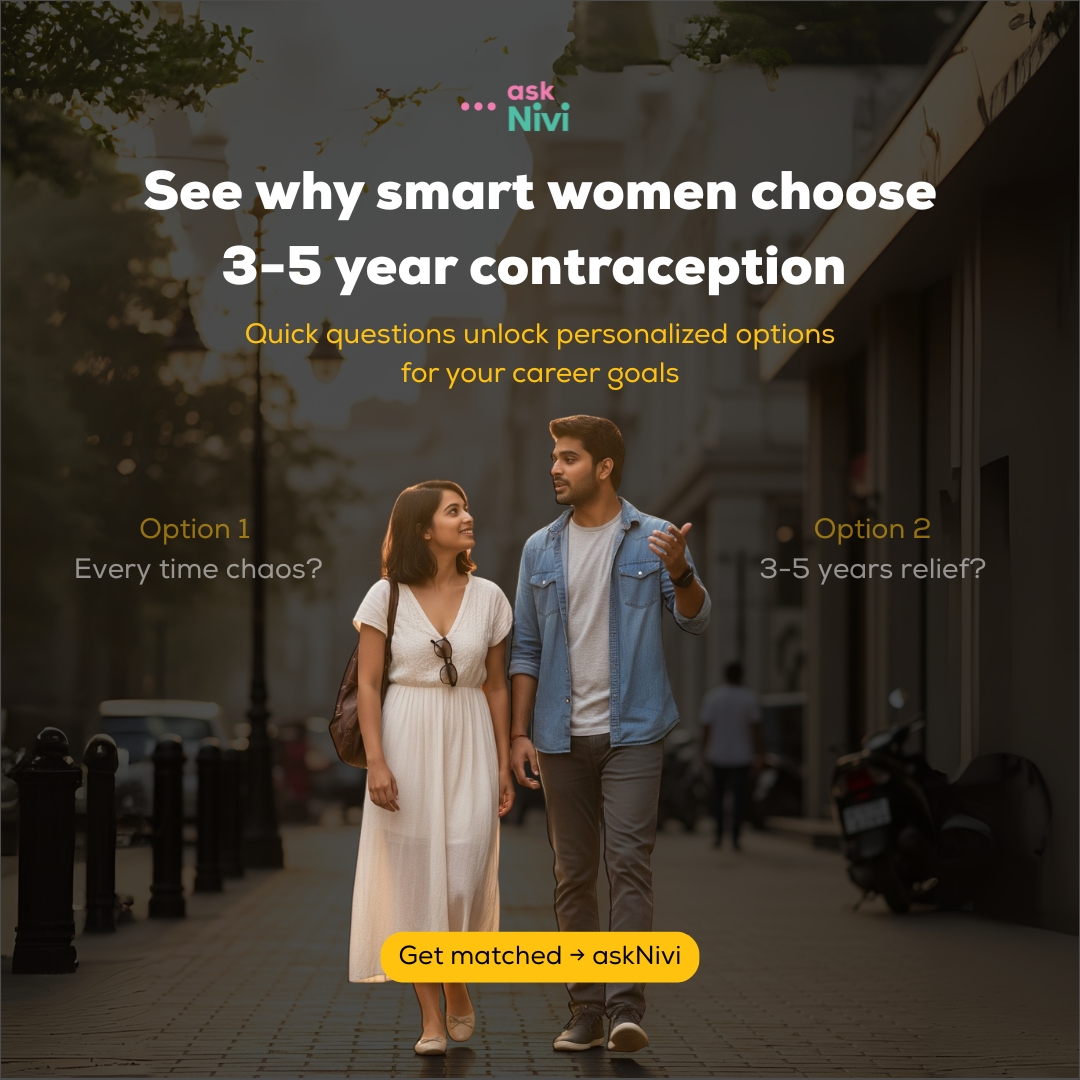 ask
Nivi
See why smart women choose
3-5 year contraception
Quick questions unlock personalized options
for your career goals
Option 1
Every time chaos?
Option 2
3-5 years relief?
Get matched → askNivi